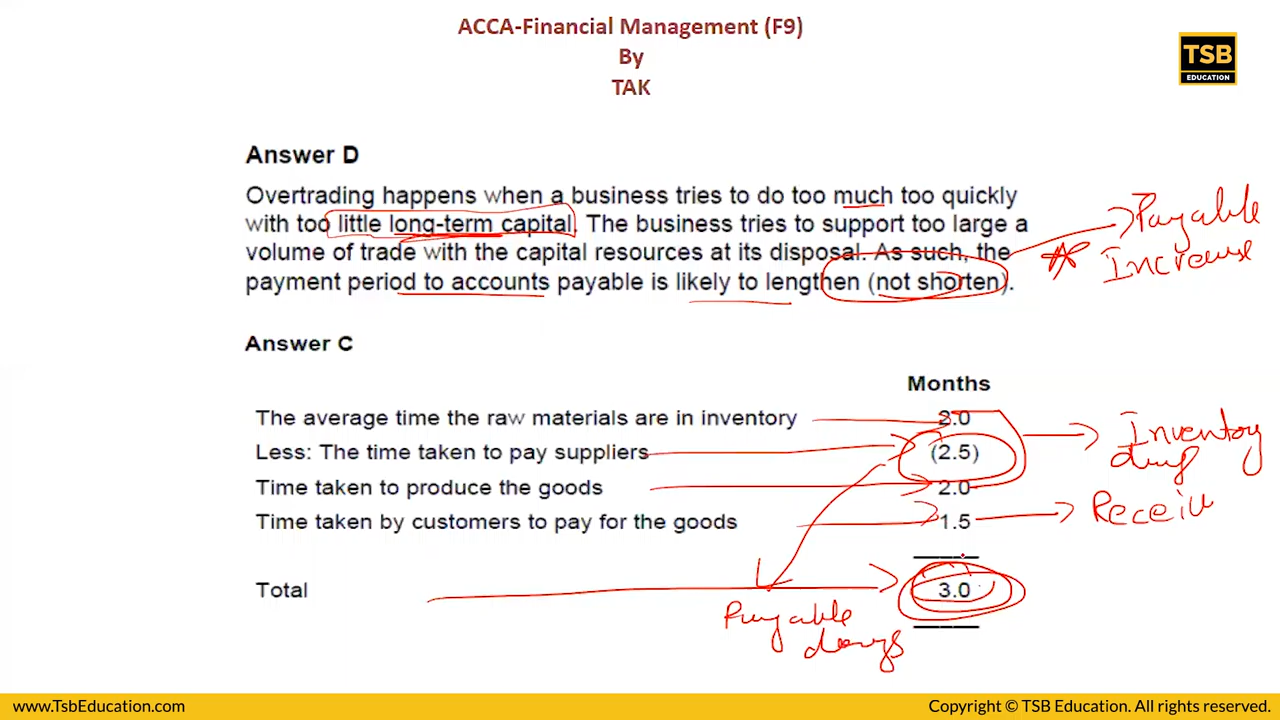 ACCA-Financial Management (F9)
By
TAK
TSB
EDUCATION
Answer D
Overtrading happens when a business tries to do too much too quickly
with too little long-term capital. The business tries to support too large a
volume of trade with the capital resources at its disposal. As such, the
payment period to accounts payable is likely to lengthen (not shorten).
Payable
Increase
Answer C
Months
The average time the raw materials are in inventory 2.0
Less: The time taken to pay suppliers (2.5)
Time taken to produce the goods 2.0
Time taken by customers to pay for the goods 1.5
Inventory
days
Receiv
Total 3.0
Payable
days
www.TsbEducation.com
Copyright © TSB Education. All rights reserved.